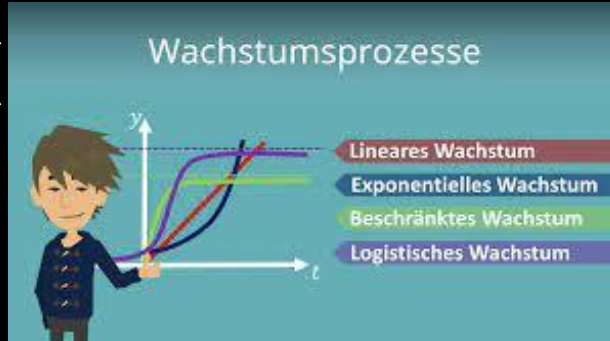 Wachstumsprozesse
y
Lineares Wachstum
Exponentielles Wachstum
Beschränktes Wachstum
Logistisches Wachstum
t